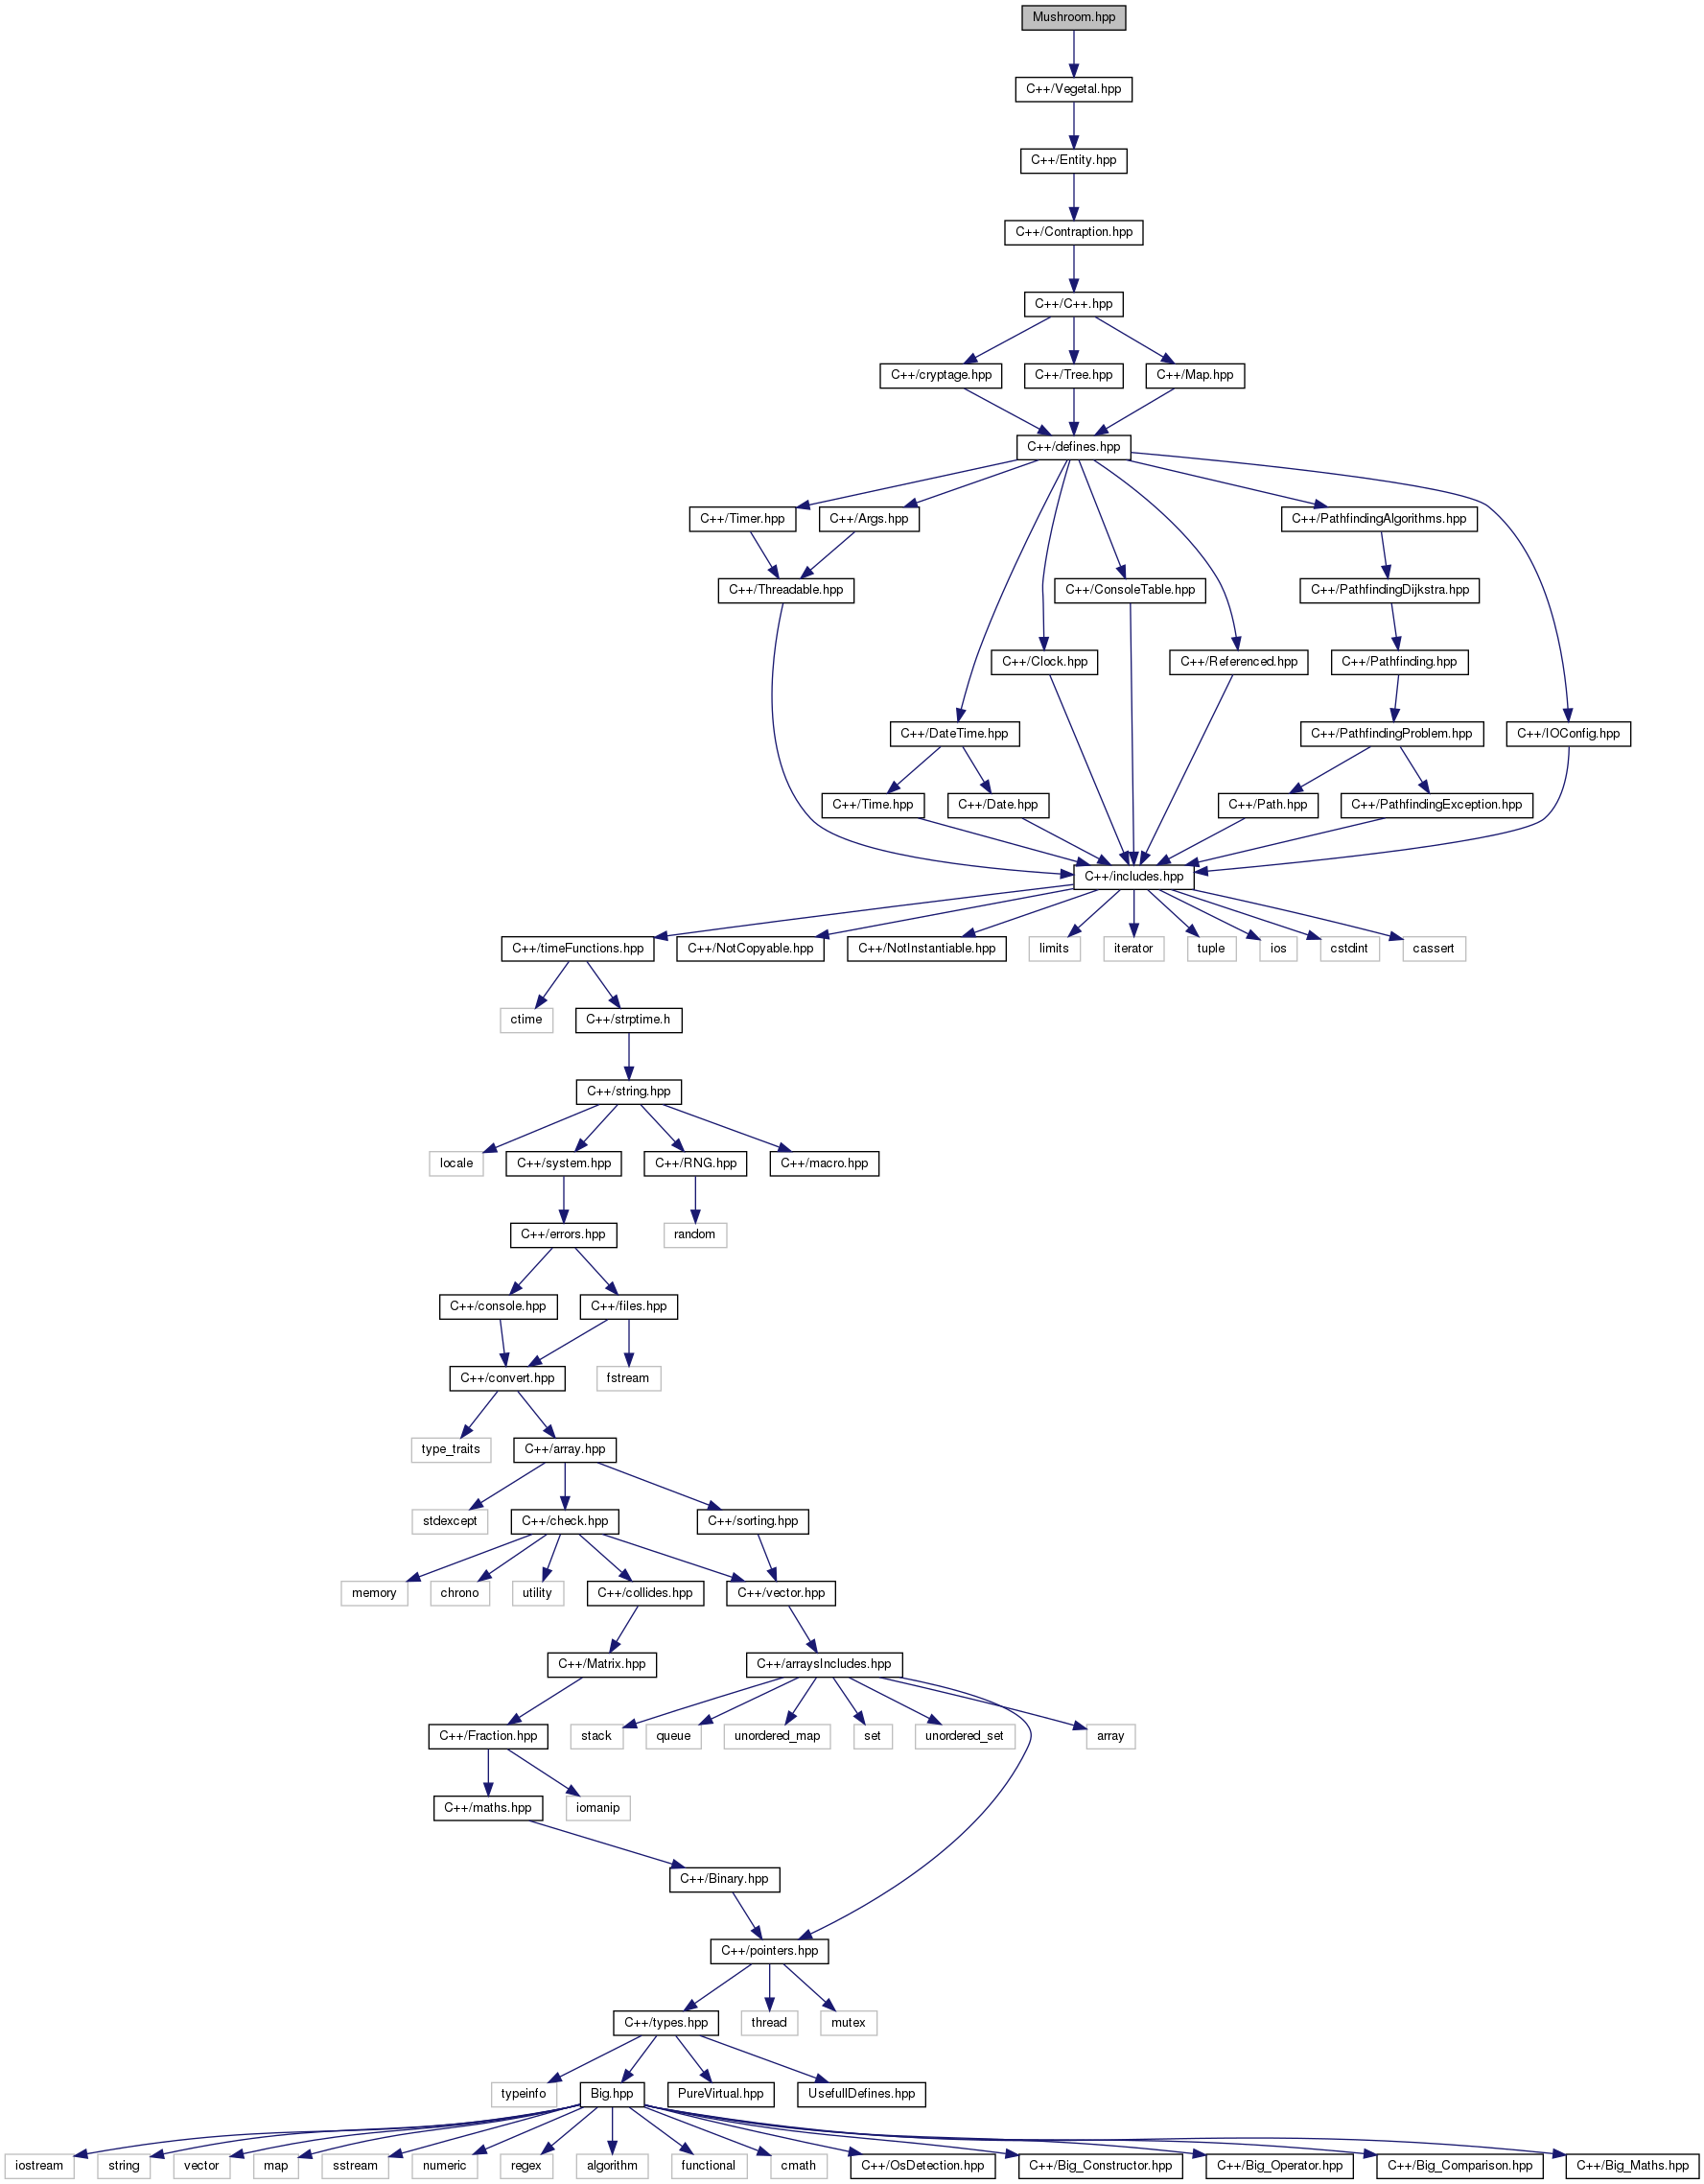 Mushroom.hpp
C++/Vegetal.hpp
C++/Entity.hpp
C++/Contraption.hpp
C++/C++.hpp
C++/cryptage.hpp
C++/Tree.hpp
C++/Map.hpp
C++/defines.hpp
C++/Timer.hpp
C++/Args.hpp
C++/PathfindingAlgorithms.hpp
C++/Threadable.hpp
C++/ConsoleTable.hpp
C++/PathfindingDijkstra.hpp
C++/Clock.hpp
C++/Referenced.hpp
C++/Pathfinding.hpp
C++/DateTime.hpp
C++/PathfindingProblem.hpp
C++/IOConfig.hpp
C++/Time.hpp
C++/Date.hpp
C++/Path.hpp
C++/PathfindingException.hpp
C++/includes.hpp
C++/timeFunctions.hpp
C++/NotCopyable.hpp
C++/NotInstantiable.hpp
limits
iterator
tuple
ios
cstdint
cassert
ctime
C++/strptime.h
C++/string.hpp
locale
C++/system.hpp
C++/RNG.hpp
C++/macro.hpp
C++/errors.hpp
random
C++/console.hpp
C++/files.hpp
C++/convert.hpp
fstream
type_traits
C++/array.hpp
stdexcept
C++/check.hpp
C++/sorting.hpp
memory
chrono
utility
C++/collides.hpp
C++/vector.hpp
C++/Matrix.hpp
C++/arraysIncludes.hpp
C++/Fraction.hpp
stack
queue
unordered_map
set
unordered_set
array
C++/maths.hpp
iomanip
C++/Binary.hpp
C++/pointers.hpp
C++/types.hpp
thread
mutex
typeinfo
Big.hpp
PureVirtual.hpp
UsefullDefines.hpp
iostream
string
vector
map
sstream
numeric
regex
algorithm
functional
cmath
C++/OsDetection.hpp
C++/Big_Constructor.hpp
C++/Big_Operator.hpp
C++/Big_Comparison.hpp
C++/Big_Maths.hpp